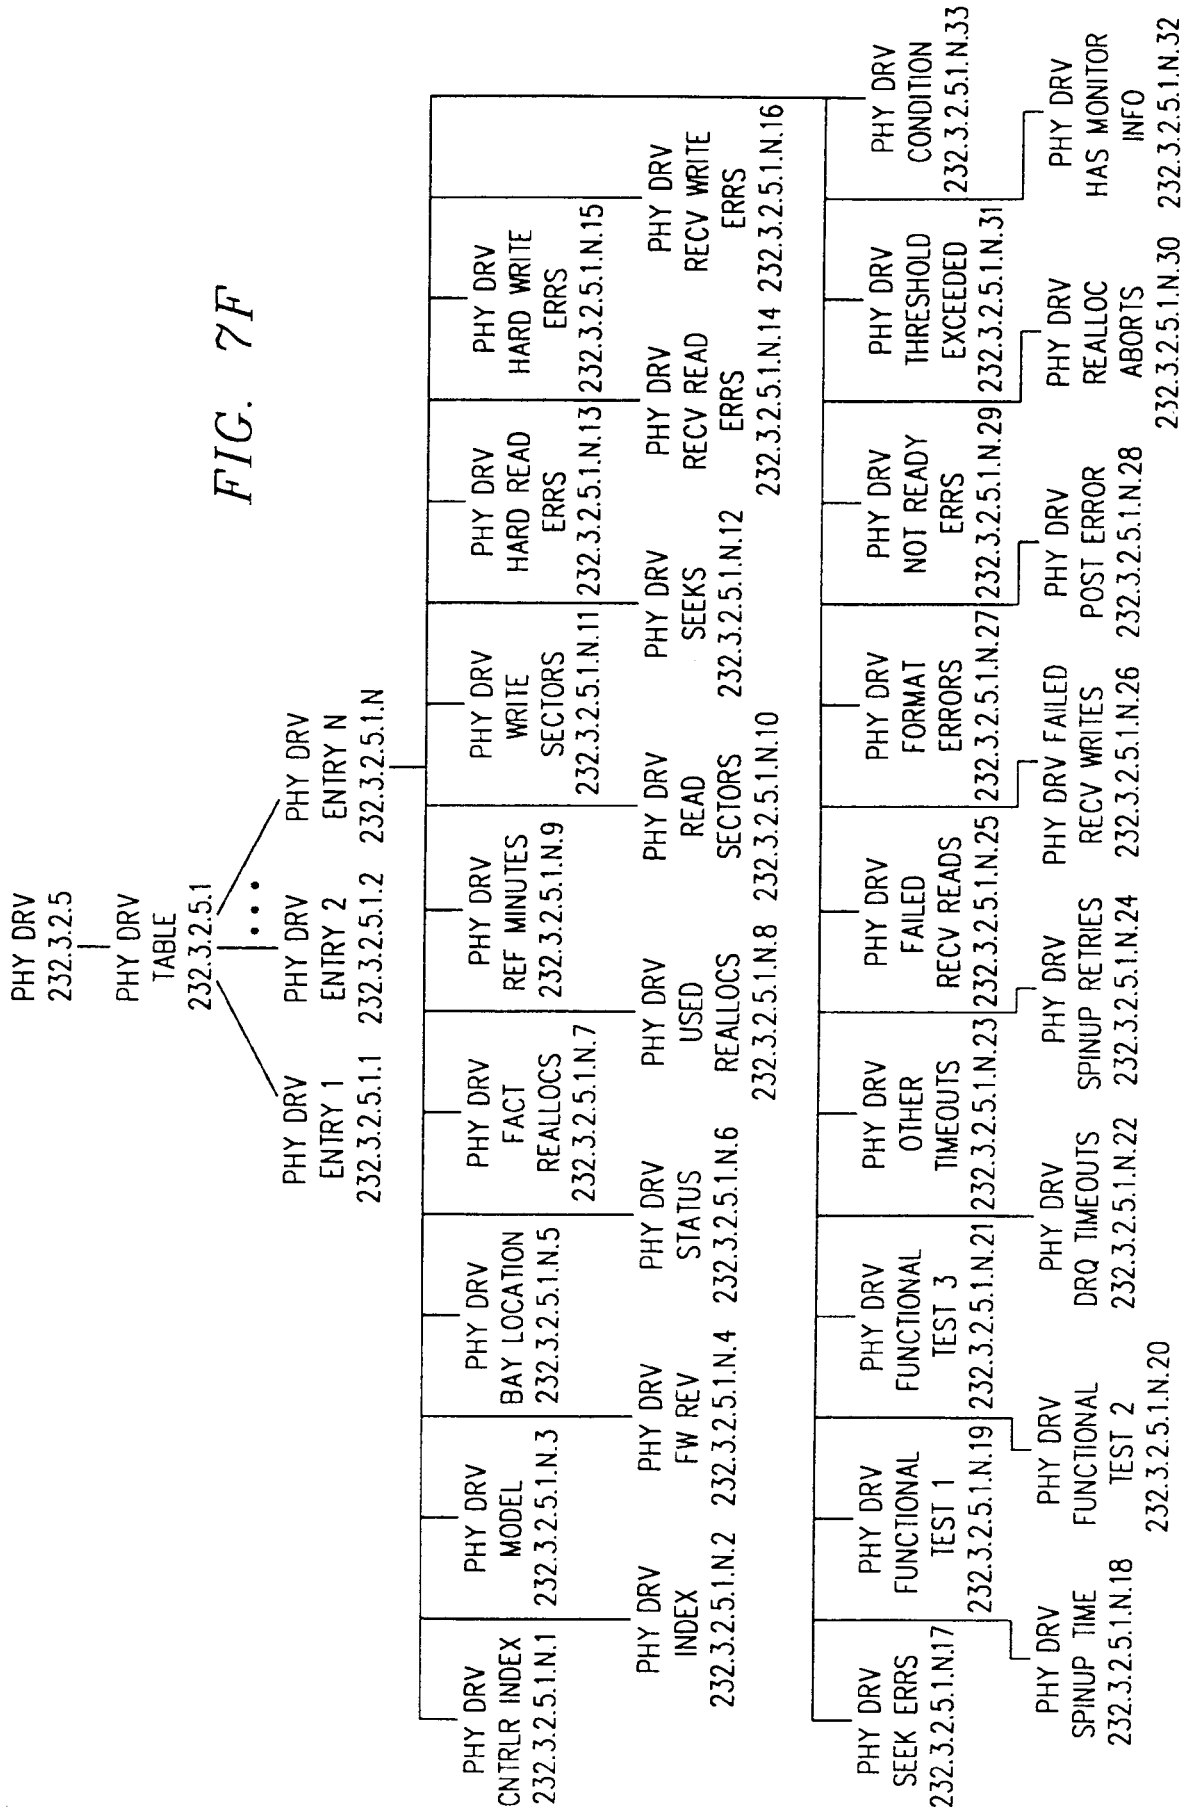 FIG. 7F
PHY DRV
232.3.2.5
PHY DRV
TABLE
232.3.2.5.1
PHY DRV
ENTRY 1
232.3.2.5.1.1
PHY DRV
ENTRY 2
232.3.2.5.1.2
• • •
PHY DRV
ENTRY N
232.3.2.5.1.N
PHY DRV
CNTRLR INDEX
232.3.2.5.1.N.1
PHY DRV
INDEX
232.3.2.5.1.N.2
PHY DRV
MODEL
232.3.2.5.1.N.3
PHY DRV
FW REV
232.3.2.5.1.N.4
PHY DRV
BAY LOCATION
232.3.2.5.1.N.5
PHY DRV
STATUS
232.3.2.5.1.N.6
PHY DRV
FACT
REALLOCS
232.3.2.5.1.N.7
PHY DRV
USED
REALLOCS
232.3.2.5.1.N.8
PHY DRV
REF MINUTES
232.3.2.5.1.N.9
PHY DRV
READ
SECTORS
232.3.2.5.1.N.10
PHY DRV
WRITE
SECTORS
232.3.2.5.1.N.11
PHY DRV
SEEKS
232.3.2.5.1.N.12
PHY DRV
HARD READ
ERRS
232.3.2.5.1.N.13
PHY DRV
RECV READ
ERRS
232.3.2.5.1.N.14
PHY DRV
HARD WRITE
ERRS
232.3.2.5.1.N.15
PHY DRV
RECV WRITE
ERRS
232.3.2.5.1.N.16
PHY DRV
SEEK ERRS
232.3.2.5.1.N.17
PHY DRV
SPINUP TIME
232.3.2.5.1.N.18
PHY DRV
FUNCTIONAL
TEST 1
232.3.2.5.1.N.19
PHY DRV
FUNCTIONAL
TEST 2
232.3.2.5.1.N.20
PHY DRV
FUNCTIONAL
TEST 3
232.3.2.5.1.N.21
PHY DRV
DRQ TIMEOUTS
232.3.2.5.1.N.22
PHY DRV
OTHER
TIMEOUTS
232.3.2.5.1.N.23
PHY DRV
SPINUP RETRIES
232.3.2.5.1.N.24
PHY DRV
FAILED
RECV READS
232.3.2.5.1.N.25
PHY DRV FAILED
RECV WRITES
232.3.2.5.1.N.26
PHY DRV
FORMAT
ERRORS
232.3.2.5.1.N.27
PHY DRV
POST ERROR
232.3.2.5.1.N.28
PHY DRV
NOT READY
ERRS
232.3.2.5.1.N.29
PHY DRV
REALLOC
ABORTS
232.3.2.5.1.N.30
PHY DRV
THRESHOLD
EXCEEDED
232.3.2.5.1.N.31
PHY DRV
HAS MONITOR
INFO
232.3.2.5.1.N.32
PHY DRV
CONDITION
232.3.2.5.1.N.33